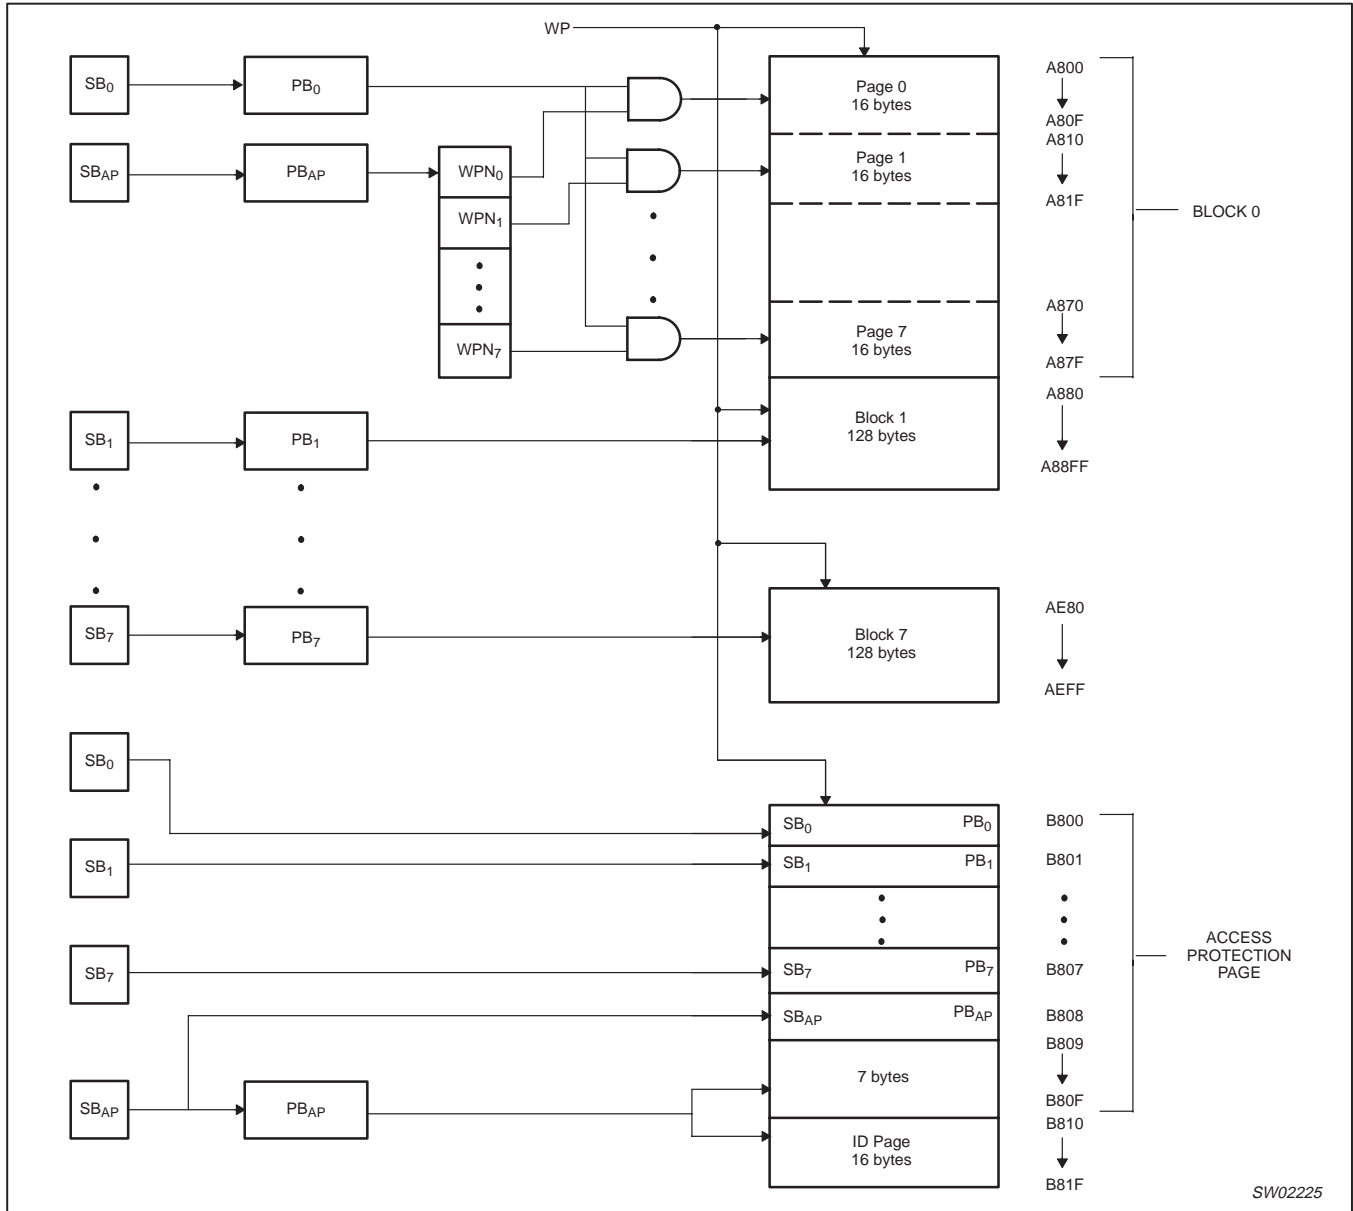 WP
SB0
PB0
Page 0
16 bytes
A800
A80F
A810
SBAP
PBAP
WPN0
Page 1
16 bytes
A81F
WPN1
BLOCK 0
A870
WPN7
Page 7
16 bytes
A87F
A880
SB1
PB1
Block 1
128 bytes
A88FF
SB7
PB7
Block 7
128 bytes
AE80
AEFF
SB0
SB0
PB0
B800
SB1
SB1
PB1
B801
SB7
SB7
PB7
B807
ACCESS
PROTECTION
PAGE
SBAP
PBAP
B808
B809
7 bytes
B80F
SBAP
PBAP
B810
ID Page
16 bytes
B81F
SW02225